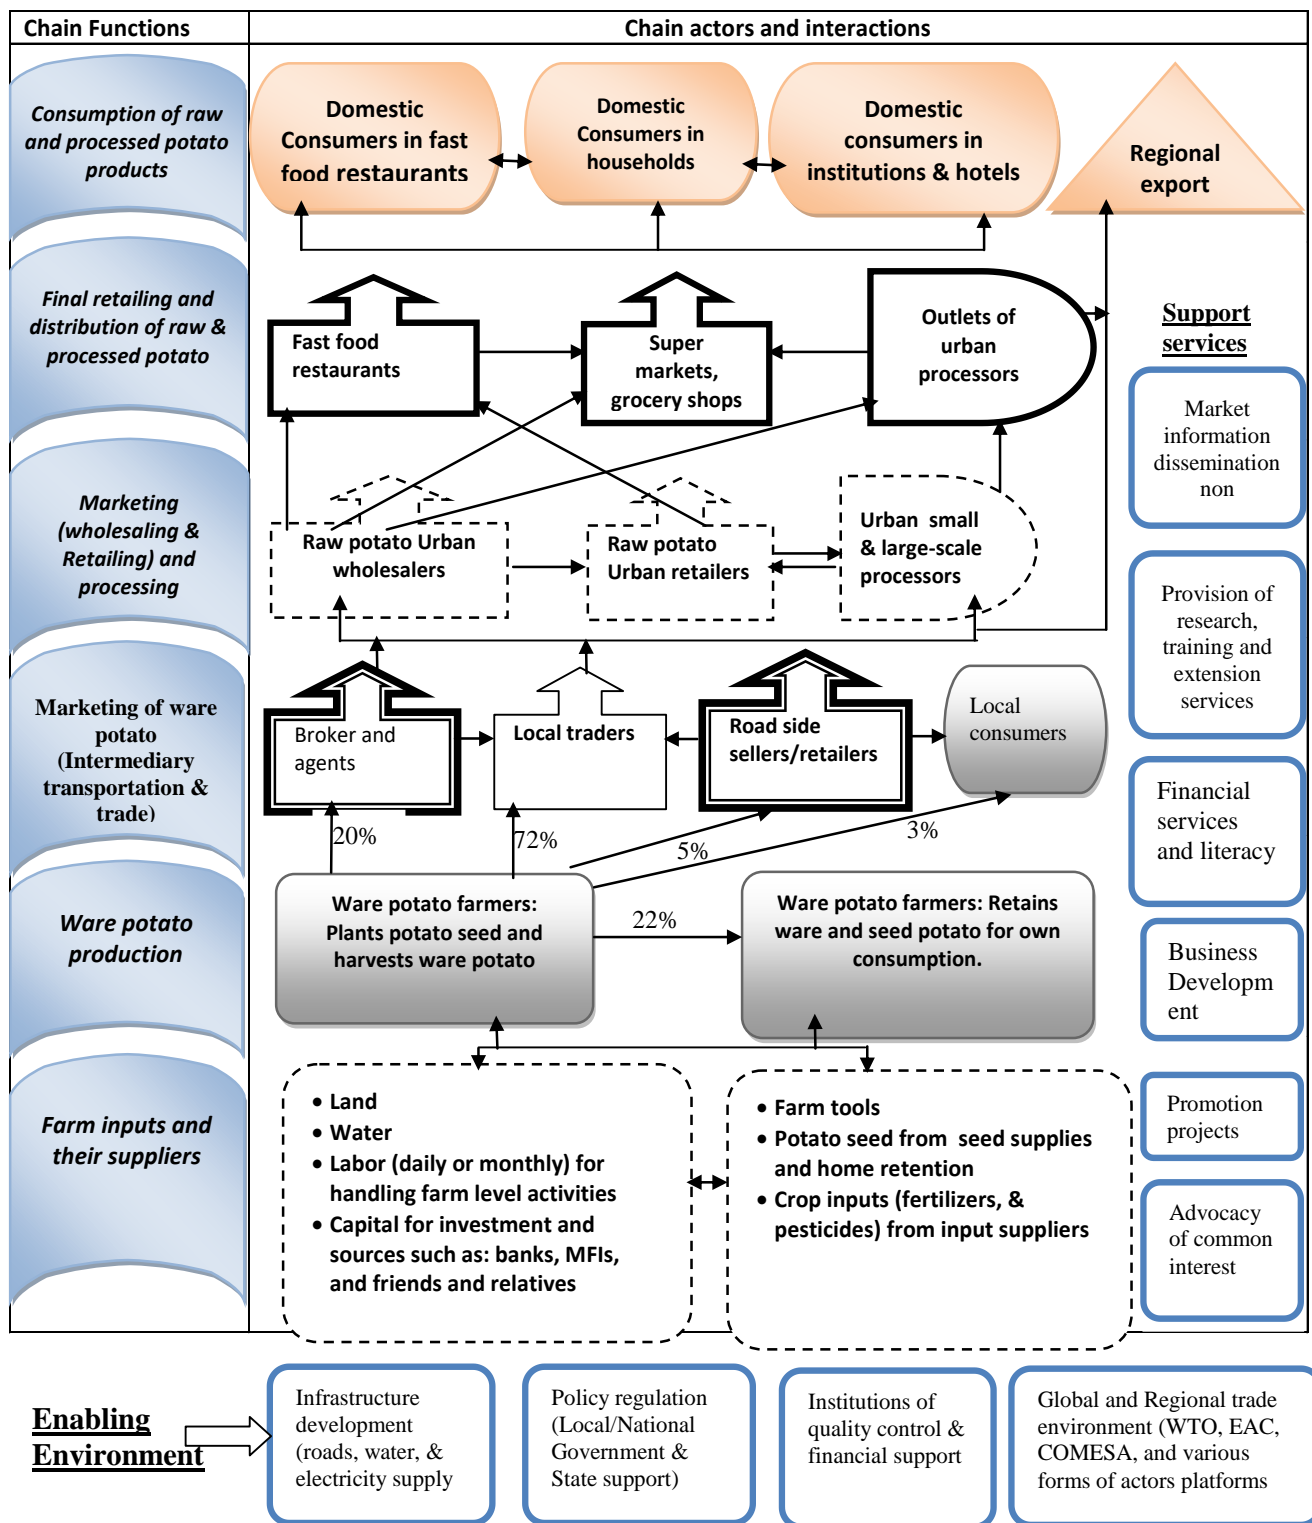 Chain Functions
Chain actors and interactions
Consumption of raw
and processed potato
products
Domestic
Consumers in fast
food restaurants
Domestic
Consumers in
households
Domestic
consumers in
institutions & hotels
Regional
export
Final retailing and
distribution of raw &
processed potato
Fast food
restaurants
Super
markets,
grocery shops
Outlets of
urban
processors
Support
services
Market
information
dissemination
non
Marketing
(wholesaling &
Retailing) and
processing
Raw potato Urban
wholesalers
Raw potato
Urban retailers
Urban small
& large-scale
processors
Provision of
research,
training and
extension
services
Marketing of ware
potato
(Intermediary
transportation &
trade)
Broker and
agents
Local traders
Road side
sellers/retailers
Local
consumers
Financial
services
and literacy
20%
72%
5%
3%
Ware potato
production
Ware potato farmers:
Plants potato seed and
harvests ware potato
22%
Ware potato farmers: Retains
ware and seed potato for own
consumption.
Business
Developm
ent
Farm inputs and
their suppliers
• Land
• Water
• Labor (daily or monthly) for
handling farm level activities
• Capital for investment and
sources such as: banks, MFIs,
and friends and relatives
• Farm tools
• Potato seed from seed supplies
and home retention
• Crop inputs (fertilizers, &
pesticides) from input suppliers
Promotion
projects
Advocacy
of common
interest
Enabling
Environment
Infrastructure
development
(roads, water, &
electricity supply
Policy regulation
(Local/National
Government &
State support)
Institutions of
quality control &
financial support
Global and Regional trade
environment (WTO, EAC,
COMESA, and various
forms of actors platforms